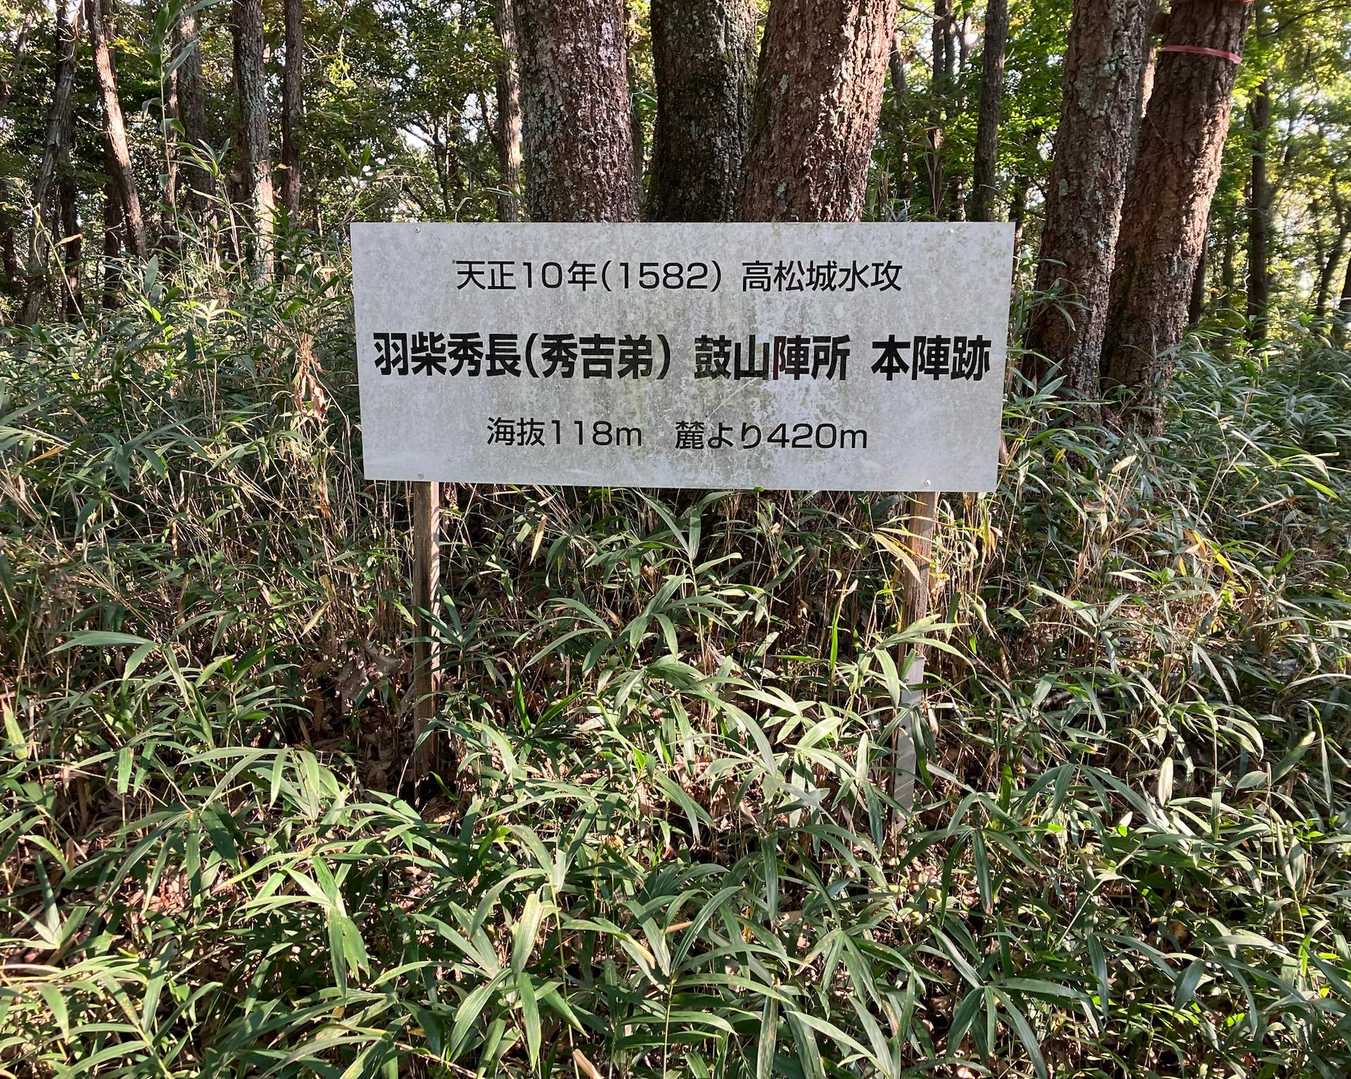 天正10年(1582) 高松城水攻
羽柴秀長(秀吉弟) 鼓山陣所 本陣跡
海抜118m 麓より420m